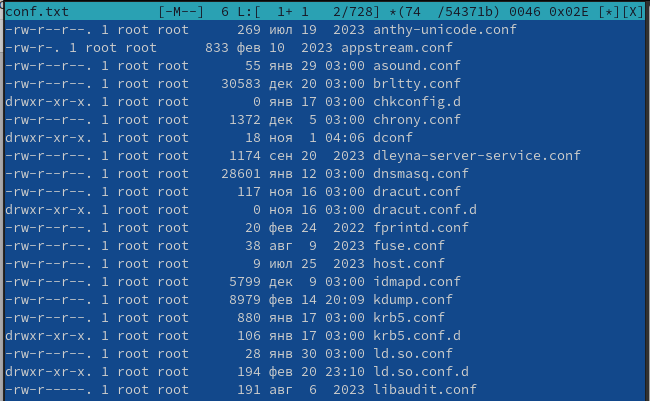 conf.txt [-M--] 6 L:[ 1+ 1 2/728] *(74 /54371b) 0046 0x02E [*][X]
-rw-r--r--. 1 root root 269 июл 19 2023 anthy-unicode.conf
-rw-r-. 1 root root 833 фев 10 2023 appstream.conf
-rw-r--r--. 1 root root 55 янв 29 03:00 asound.conf
-rw-r--r--. 1 root root 30583 дек 20 03:00 brltty.conf
drwxr-xr-x. 1 root root 0 янв 17 03:00 chkconfig.d
-rw-r--r--. 1 root root 1372 дек 5 03:00 chrony.conf
drwxr-xr-x. 1 root root 18 ноя 1 04:06 dconf
-rw-r--r--. 1 root root 1174 сен 20 2023 dleyna-server-service.conf
-rw-r--r--. 1 root root 28601 янв 12 03:00 dnsmasq.conf
-rw-r--r--. 1 root root 117 ноя 16 03:00 dracut.conf
drwxr-xr-x. 1 root root 0 ноя 16 03:00 dracut.conf.d
-rw-r--r--. 1 root root 20 фев 24 2022 fprintd.conf
-rw-r--r--. 1 root root 38 авг 9 2023 fuse.conf
-rw-r--r--. 1 root root 9 июл 25 2023 host.conf
-rw-r--r--. 1 root root 5799 дек 9 03:00 idmapd.conf
-rw-r--r--. 1 root root 8979 фев 14 20:09 kdump.conf
-rw-r--r--. 1 root root 880 янв 17 03:00 krb5.conf
drwxr-xr-x. 1 root root 106 янв 17 03:00 krb5.conf.d
-rw-r--r--. 1 root root 28 янв 30 03:00 ld.so.conf
drwxr-xr-x. 1 root root 194 фев 20 23:10 ld.so.conf.d
-rw-r-----. 1 root root 191 авг 6 2023 libaudit.conf